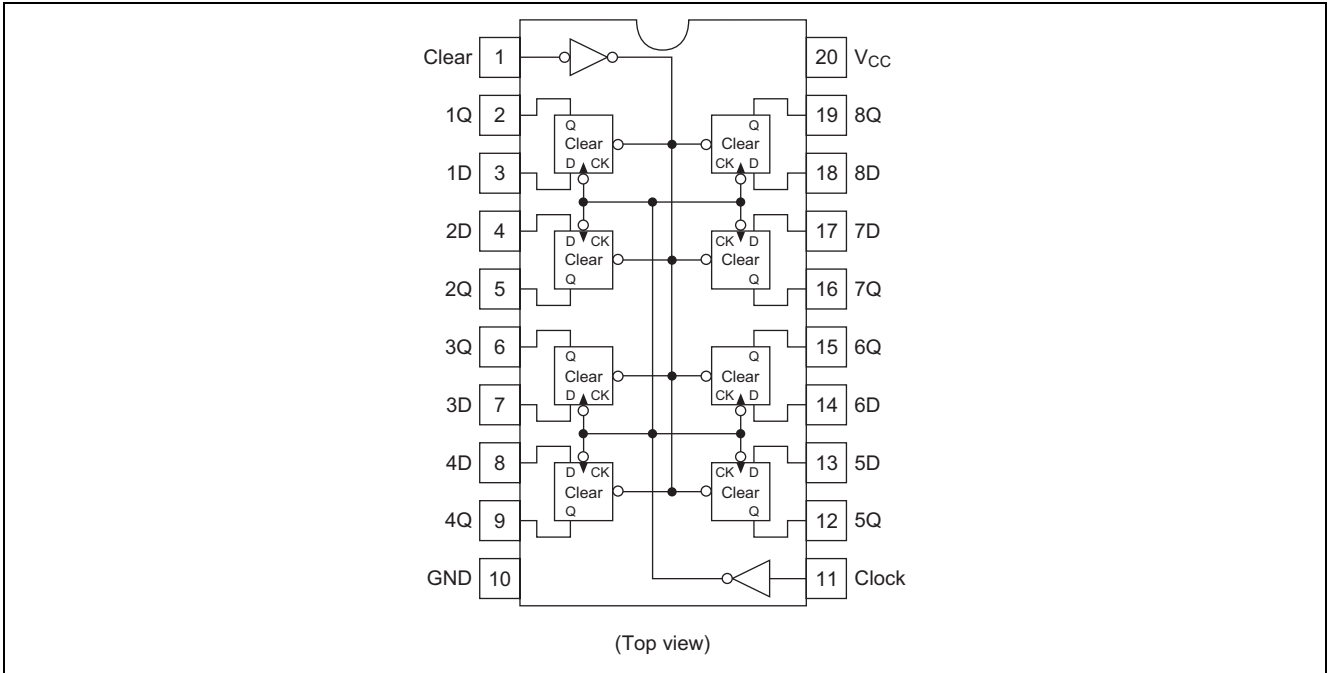 Clear 1
20 VCC
1Q 2
Q
Clear
D CK
19 8Q
Q
Clear
CK D
1D 3
18 8D
2D 4
D CK
Clear
Q
17 7D
CK D
Clear
Q
2Q 5
16 7Q
3Q 6
Q
Clear
D CK
15 6Q
Q
Clear
CK D
3D 7
14 6D
4D 8
D CK
Clear
Q
13 5D
CK D
Clear
Q
4Q 9
12 5Q
GND 10
11 Clock
(Top view)